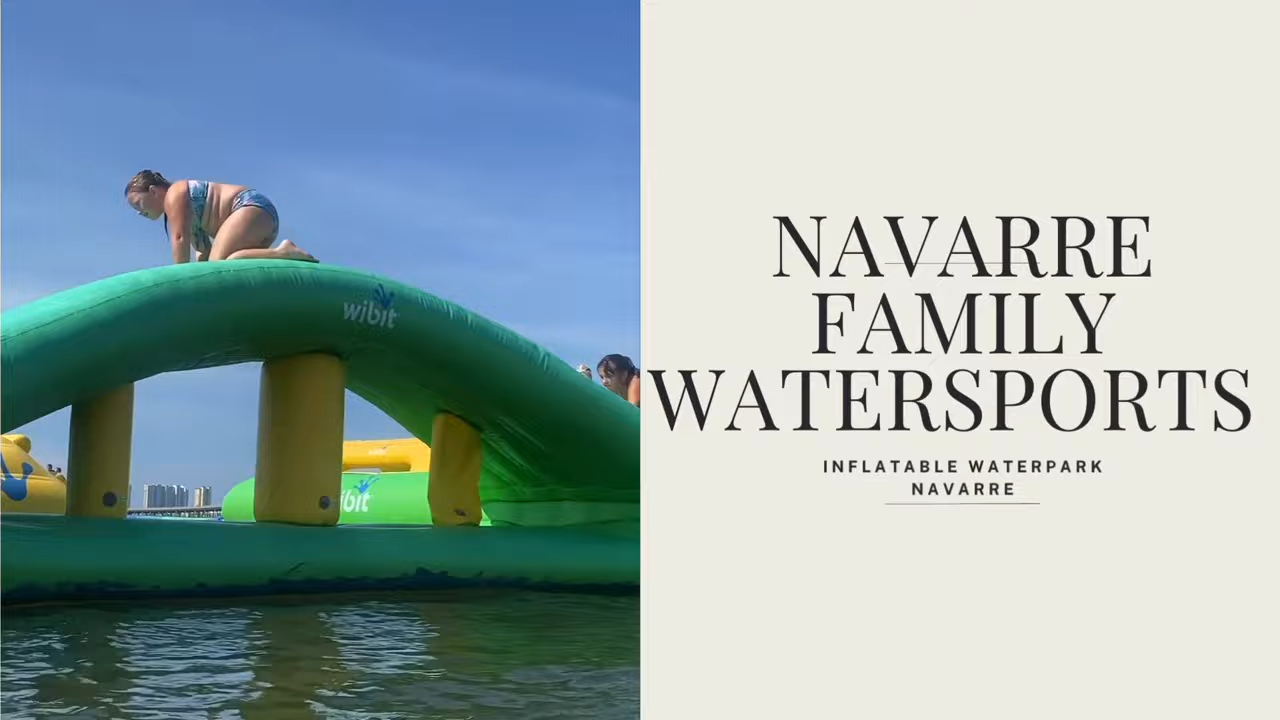 wibit
ibit
NAVARRE
FAMILY
WATERSPORTS
INFLATABLE WATERPARK
NAVARRE